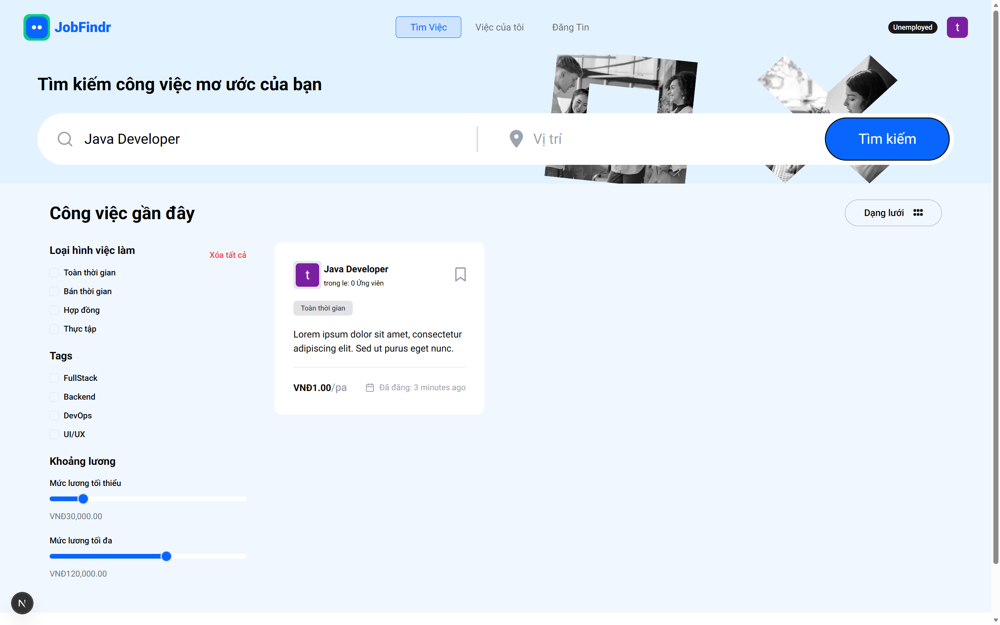 JobFindr
Tìm Việc
Việc của tôi
Đăng Tin
Unemployed
t
Tìm kiếm công việc mơ ước của bạn
Java Developer
Vị trí
Tìm kiếm
Công việc gần đây
Dạng lưới
Loại hình việc làm
Xóa tất cả
Toàn thời gian
Bán thời gian
Hợp đồng
Thực tập
Tags
FullStack
Backend
DevOps
UI/UX
Khoảng lương
Mức lương tối thiểu
VNĐ30,000.00
Mức lương tối đa
VNĐ120,000.00
t
Java Developer
trong le: 0 Ứng viên
Toàn thời gian
Lorem ipsum dolor sit amet, consectetur
adipiscing elit. Sed ut purus eget nunc.
VNĐ1.00/pa
Đã đăng: 3 minutes ago
N